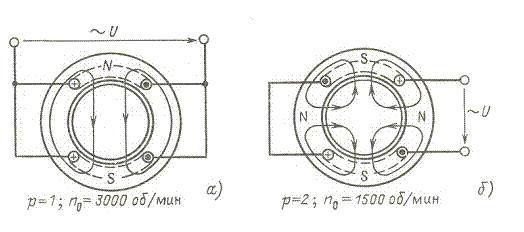 ~U
N
S
p=1; n₀=3000 об/мин
а)
S
N
N
S
~U
p=2; n₀=1500 об/мин
б)